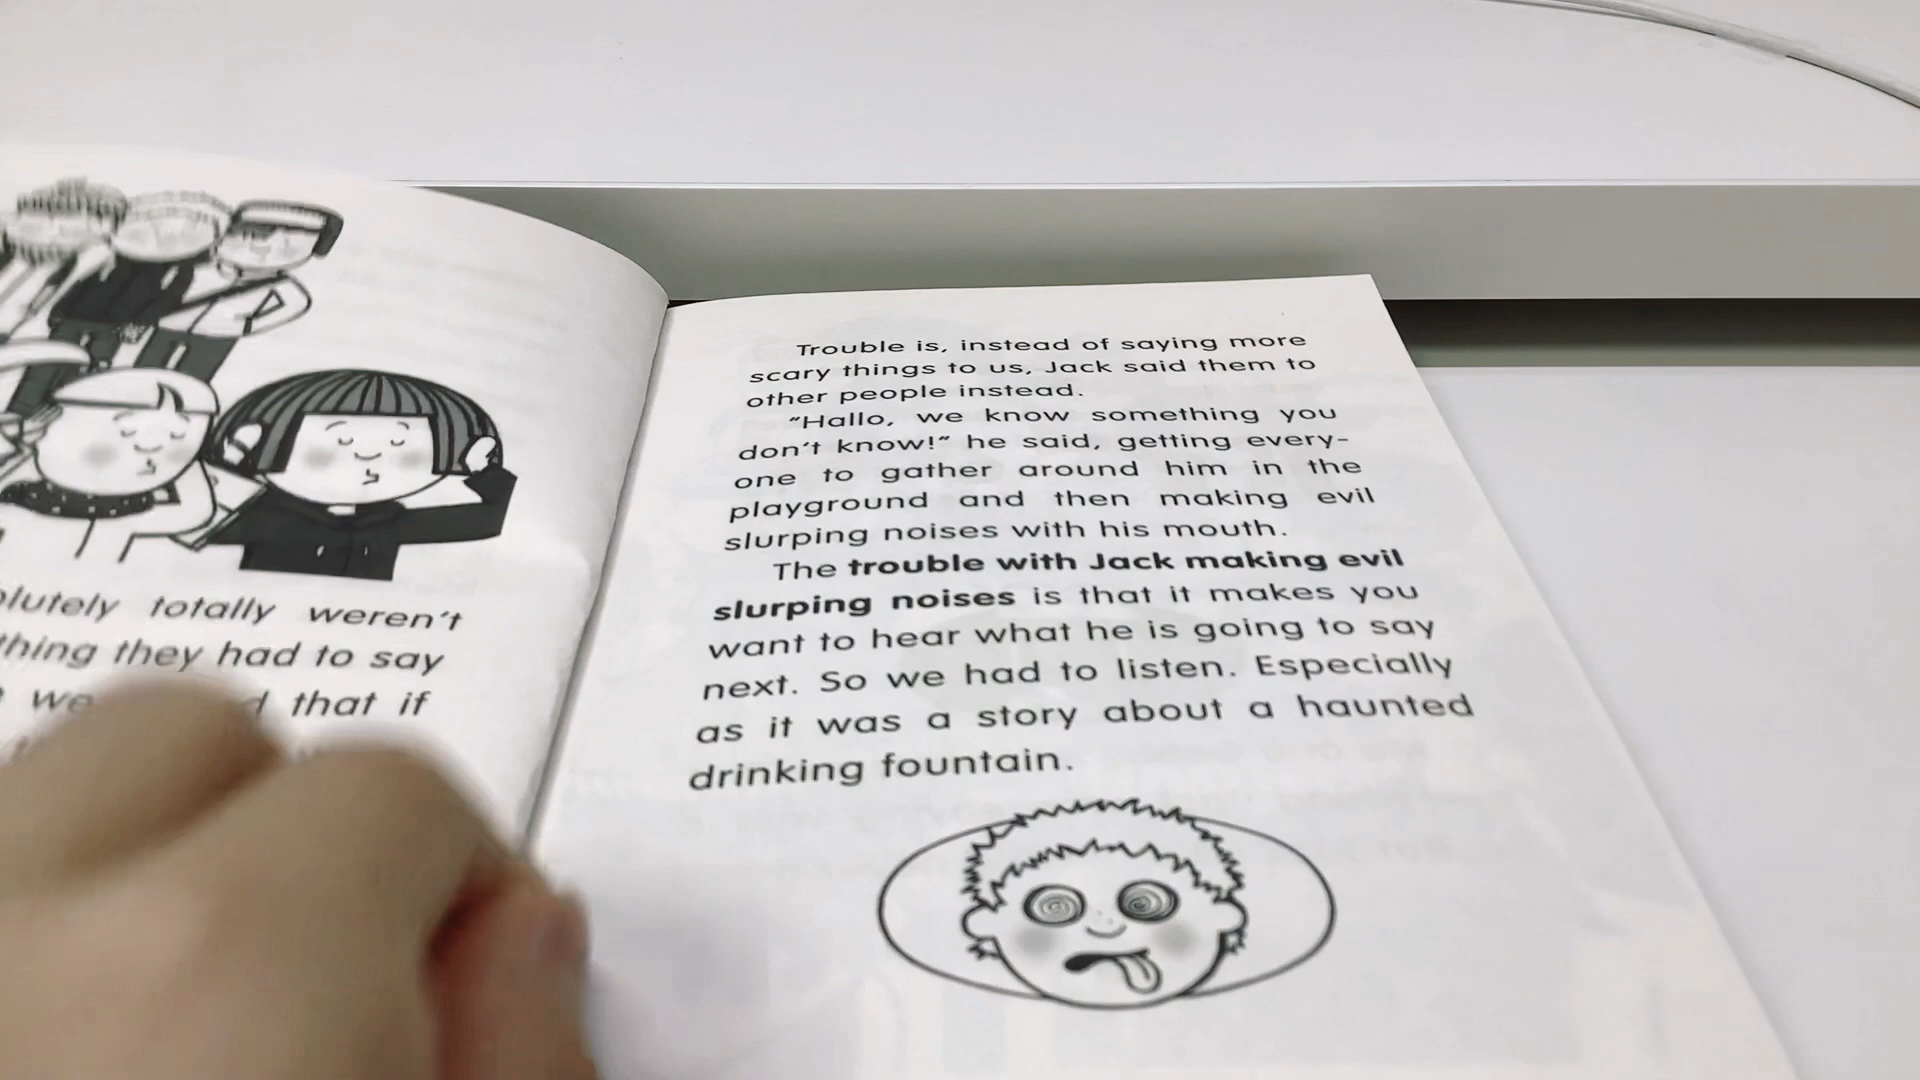 totally weren't
they had to say
we that if
Trouble is, instead of saying more
scary things to us, Jack said them to
other people instead.
"Hallo, we know something you
don't know!" he said, getting every-
one to gather around him in the
playground and then making evil
slurping noises with his mouth.
The trouble with Jack making evil
slurping noises is that it makes you
want to hear what he is going to say
next. So we had to listen. Especially
as it was a story about a haunted
drinking fountain.